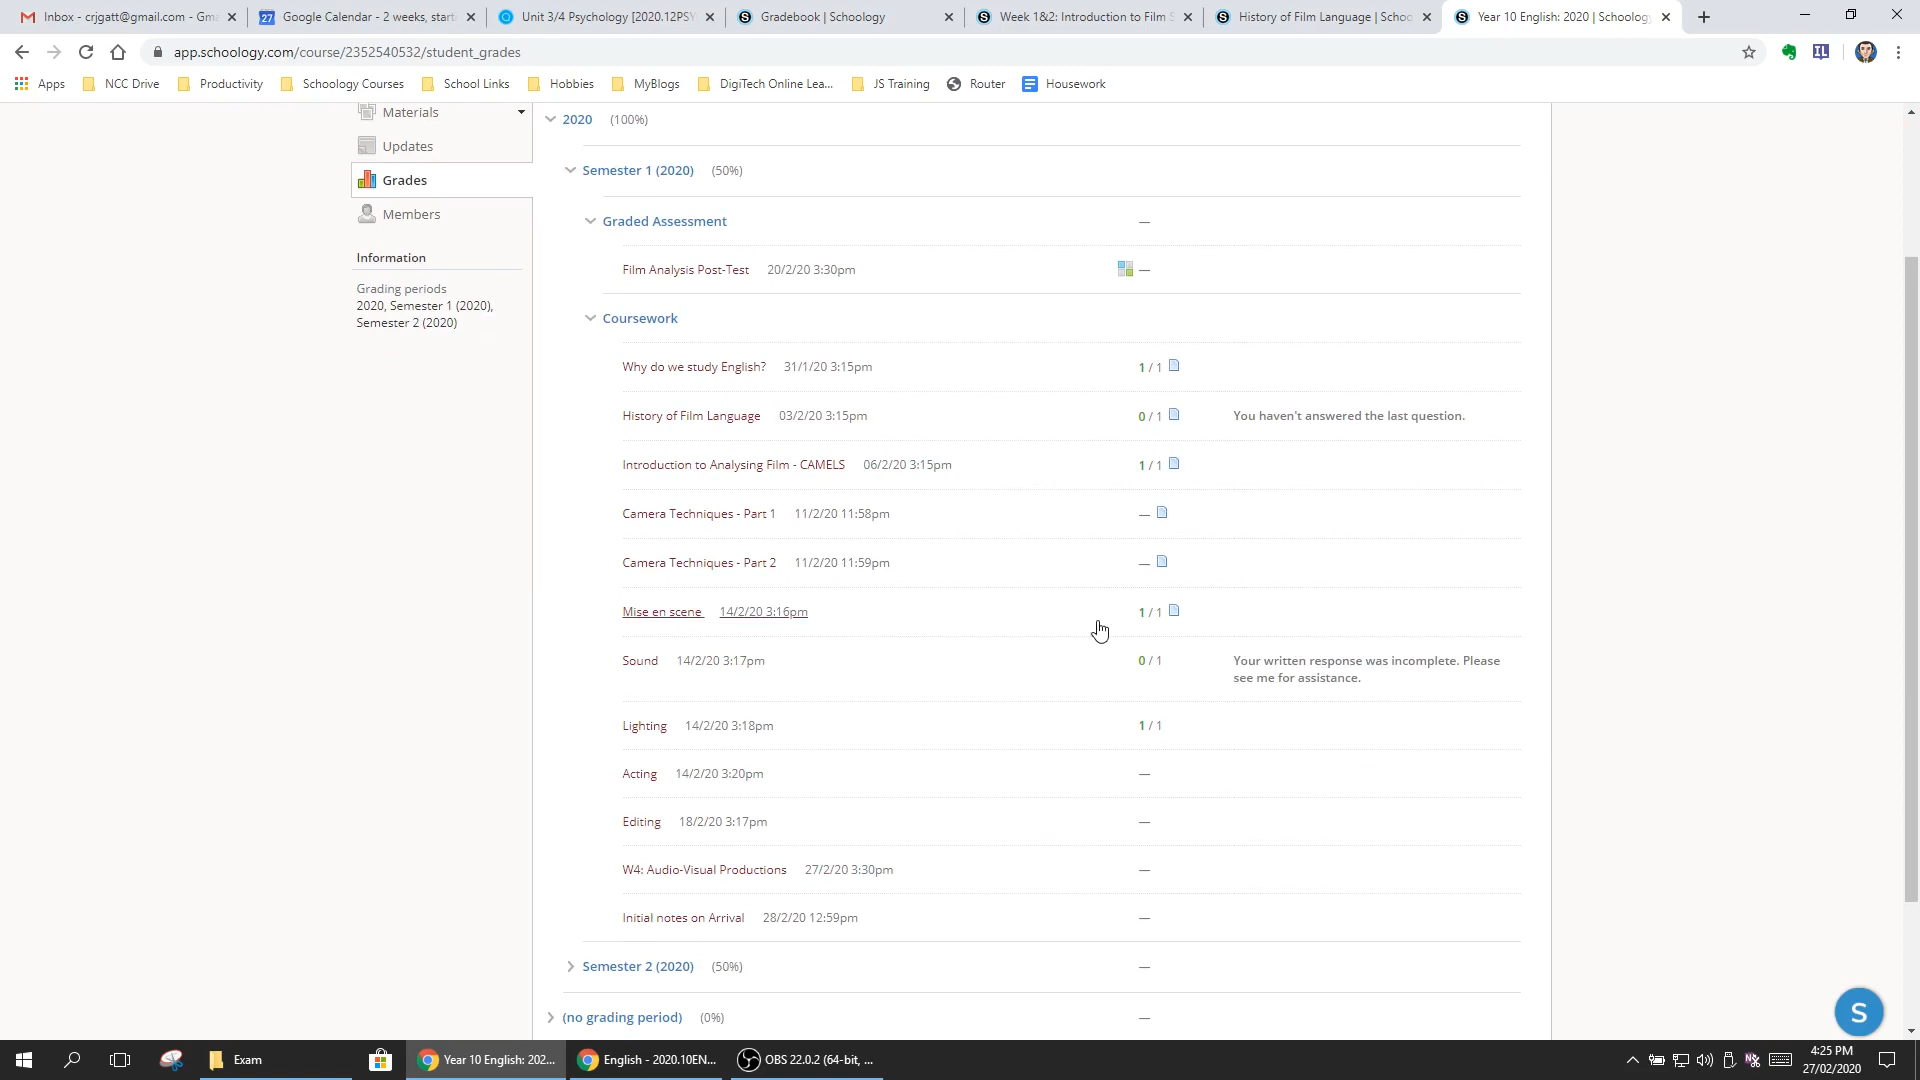 Inbox - crjgatt@gmail.com - Gm
Google Calendar - 2 weeks, start
Unit 3/4 Psychology [2020.12PSY
Gradebook | Schoology
Week 1&2: Introduction to Film S
History of Film Language | Schoo
Year 10 English: 2020 | Schoology
app.schoology.com/course/2352540532/student_grades
Apps
NCC Drive
Productivity
Schoology Courses
School Links
Hobbies
MyBlogs
DigiTech Online Lea...
JS Training
Router
Housework
Materials
Updates
Grades
Members
Information
Grading periods
2020, Semester 1 (2020),
Semester 2 (2020)
2020 (100%)
Semester 1 (2020) (50%)
Graded Assessment —
Film Analysis Post-Test 20/2/20 3:30pm —
Coursework
Why do we study English? 31/1/20 3:15pm 1 / 1
History of Film Language 03/2/20 3:15pm 0 / 1 You haven't answered the last question.
Introduction to Analysing Film - CAMELS 06/2/20 3:15pm 1 / 1
Camera Techniques - Part 1 11/2/20 11:58pm —
Camera Techniques - Part 2 11/2/20 11:59pm —
Mise en scene 14/2/20 3:16pm 1 / 1
Sound 14/2/20 3:17pm 0 / 1 Your written response was incomplete. Please
see me for assistance.
Lighting 14/2/20 3:18pm 1 / 1
Acting 14/2/20 3:20pm —
Editing 18/2/20 3:17pm —
W4: Audio-Visual Productions 27/2/20 3:30pm —
Initial notes on Arrival 28/2/20 12:59pm —
Semester 2 (2020) (50%) —
(no grading period) (0%) —
S
Exam
Year 10 English: 202...
English - 2020.10EN...
OBS 22.0.2 (64-bit, ...
4:25 PM
27/02/2020